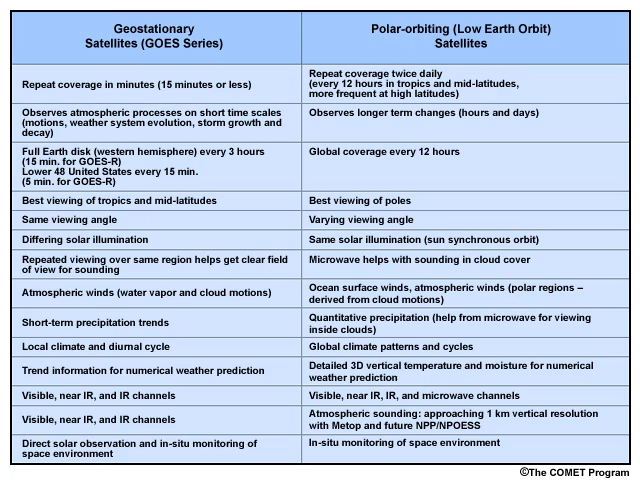 Geostationary
Satellites (GOES Series)
Polar-orbiting (Low Earth Orbit)
Satellites
Repeat coverage in minutes (15 minutes or less)
Repeat coverage twice daily
(every 12 hours in tropics and mid-latitudes,
more frequent at high latitudes)
Observes atmospheric processes on short time scales
(motions, weather system evolution, storm growth and
decay)
Observes longer term changes (hours and days)
Full Earth disk (western hemisphere) every 3 hours
(15 min. for GOES-R)
Lower 48 United States every 15 min.
(5 min. for GOES-R)
Global coverage every 12 hours
Best viewing of tropics and mid-latitudes
Best viewing of poles
Same viewing angle
Varying viewing angle
Differing solar illumination
Same solar illumination (sun synchronous orbit)
Repeated viewing over same region helps get clear field
of view for sounding
Microwave helps with sounding in cloud cover
Atmospheric winds (water vapor and cloud motions)
Ocean surface winds, atmospheric winds (polar regions –
derived from cloud motions)
Short-term precipitation trends
Quantitative precipitation (help from microwave for viewing
inside clouds)
Local climate and diurnal cycle
Global climate patterns and cycles
Trend information for numerical weather prediction
Detailed 3D vertical temperature and moisture for numerical
weather prediction
Visible, near IR, and IR channels
Visible, near IR, IR, and microwave channels
Visible, near IR, and IR channels
Atmospheric sounding: approaching 1 km vertical resolution
with Metop and future NPP/NPOESS
Direct solar observation and in-situ monitoring of
space environment
In-situ monitoring of space environment
©The COMET Program